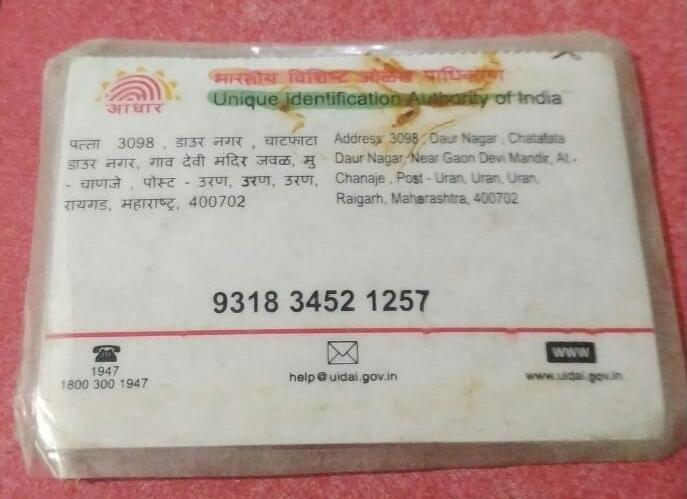 भारतीय विशिष्ट ओळख प्राधिकरण
Unique Identification Authority of India
आधार
पत्ता 3098 , डाउर नगर , चाटफाटा
डाउर नगर, गाव देवी मंदिर जवळ, मु
- चाणजे , पोस्ट - उरण, उरण, उरण,
रायगड, महाराष्ट्र, 400702
Address: 3098, Daur Nagar , Chatafata
Daur Nagar, Near Gaon Devi Mandir, At -
Chanaje , Post - Uran, Uran, Uran,
Raigarh, Maharashtra, 400702
9318 3452 1257
1947
1800 300 1947
help@uidai.gov.in
www
www.uidai.gov.in